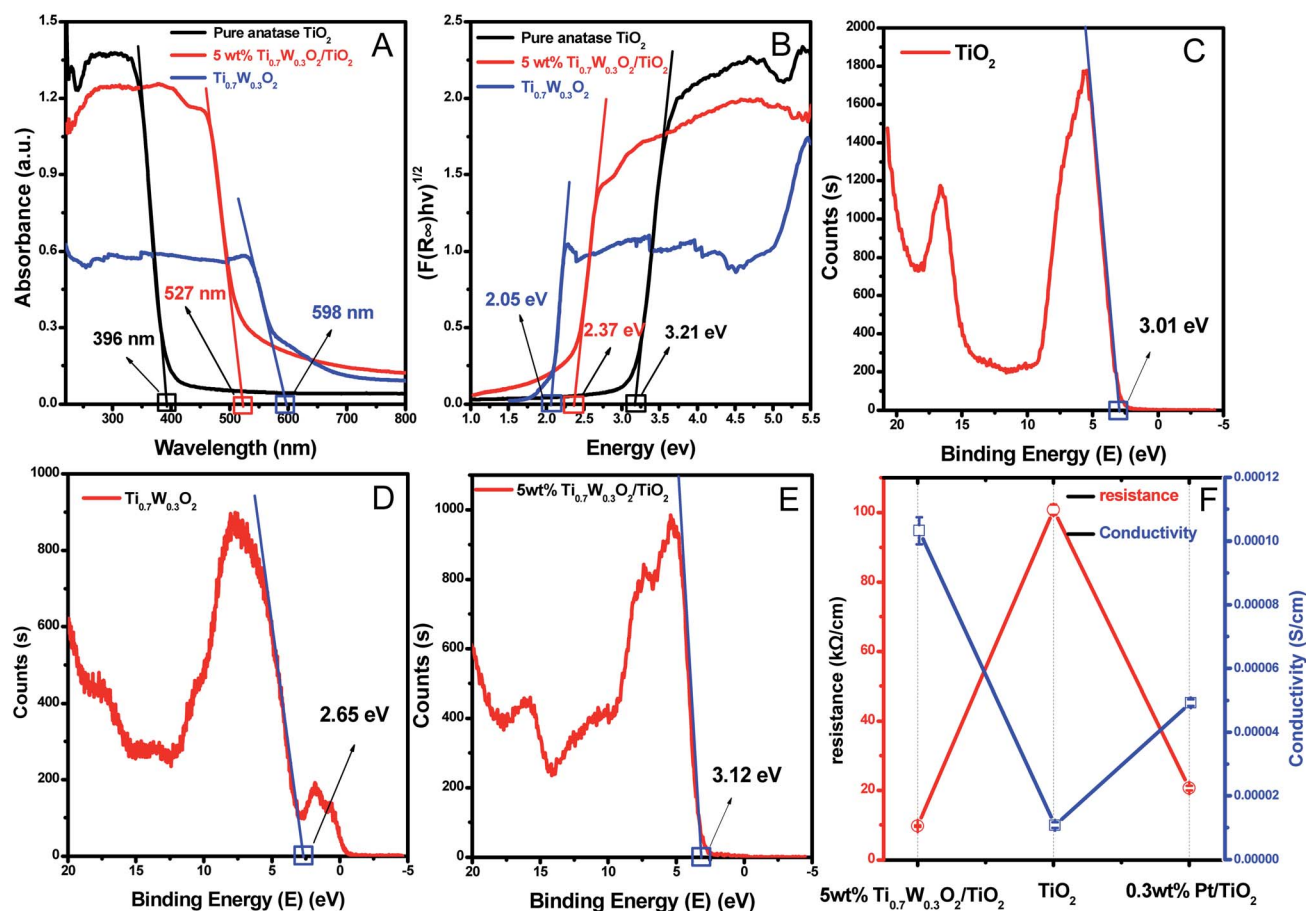 A
Pure anatase TiO2
5 wt% Ti0.7W0.3O2/TiO2
Ti0.7W0.3O2
1.5
1.2
0.9
0.6
0.3
0.0
Absorbance (a.u.)
527 nm
598 nm
396 nm
300 400 500 600 700 800
Wavelength (nm)
B
Pure anatase TiO2
5 wt% Ti0.7W0.3O2/TiO2
Ti0.7W0.3O2
2.5
2.0
1.5
1.0
0.5
0.0
(F(R∞)hv)1/2
2.05 eV
2.37 eV
3.21 eV
1.0 1.5 2.0 2.5 3.0 3.5 4.0 4.5 5.0 5.5
Energy (ev)
C
TiO2
2000
1800
1600
1400
1200
1000
800
600
400
200
0
Counts (s)
3.01 eV
20 15 10 5 0 -5
Binding Energy (E) (eV)
D
Ti0.7W0.3O2
1000
800
600
400
200
0
Counts (s)
2.65 eV
20 15 10 5 0 -5
Binding Energy (E) (eV)
E
5wt% Ti0.7W0.3O2/TiO2
1000
800
600
400
200
0
Counts (s)
3.12 eV
20 15 10 5 0 -5
Binding Energy (E) (eV)
F
resistance
Conductivity
100
80
60
40
20
0
resistance (kΩ/cm)
0.00012
0.00010
0.00008
0.00006
0.00004
0.00002
0.00000
Conductivity (S/cm)
5wt% Ti0.7W0.3O2/TiO2 TiO2 0.3wt% Pt/TiO2